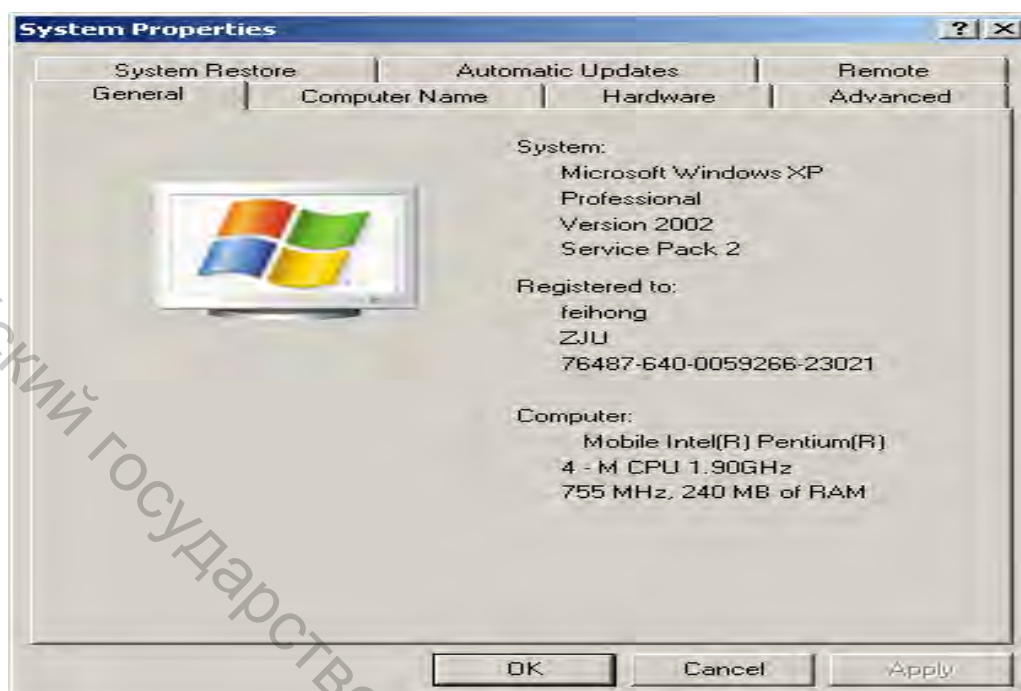 System Properties
System Restore
Automatic Updates
Remote
General
Computer Name
Hardware
Advanced
System:
Microsoft Windows XP
Professional
Version 2002
Service Pack 2
Registered to:
feihong
ZJU
76487-640-0059266-23021
Computer:
Mobile Intel(R) Pentium(R)
4 - M CPU 1.90GHz
755 MHz, 240 MB of RAM
OK
Cancel
Apply